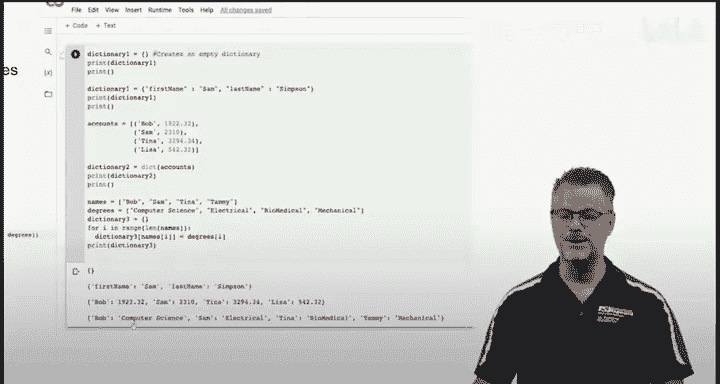 File Edit View Insert Runtime Tools Help All changes saved
+ Code + Text
es
dictionary1 = {} #Creates an empty dictionary
print(dictionary1)
print()
dictionary1 = {"firstName" : "Sam", "lastName" : "Simpson"}
print(dictionary1)
print()
accounts = [('Bob', 1922.32),
('Sam', 2310),
('Tina', 3294.34),
('Lisa', 542.32)]
dictionary2 = dict(accounts)
print(dictionary2)
print()
names = ["Bob", "Sam", "Tina", "Tammy"]
degrees = ["Computer Science", "Electrical", "BioMedical", "Mechanical"]
dictionary3 = {}
for i in range(len(names)):
dictionary3[names[i]] = degrees[i]
print(dictionary3)
degrees))
{}
{'firstName': 'Sam', 'lastName': 'Simpson'}
{'Bob': 1922.32, 'Sam': 2310, 'Tina': 3294.34, 'Lisa': 542.32}
{'Bob': 'Computer Science', 'Sam': 'Electrical', 'Tina': 'BioMedical', 'Tammy': 'Mechanical'}